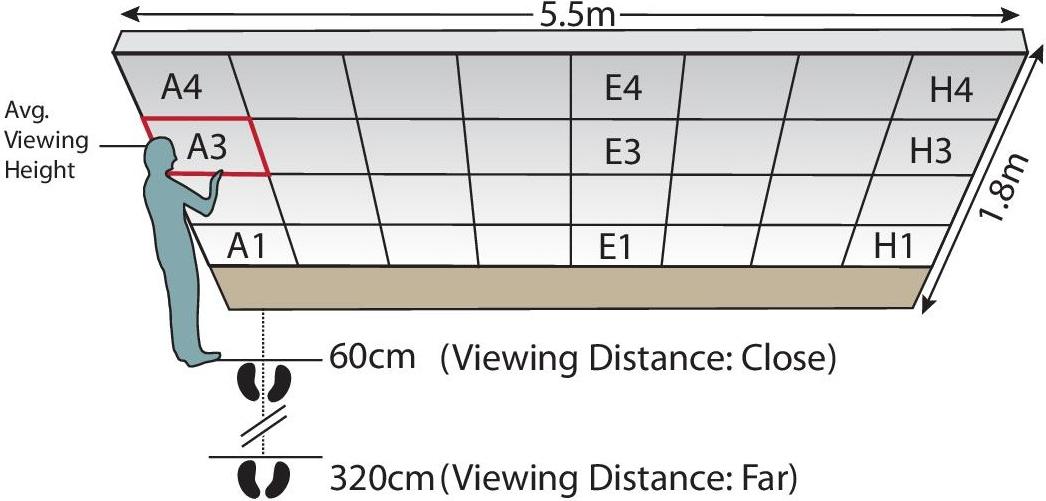 5.5m
A4
E4
H4
Avg.
Viewing
Height
A3
E3
H3
1.8m
A1
E1
H1
60cm (Viewing Distance: Close)
320cm (Viewing Distance: Far)